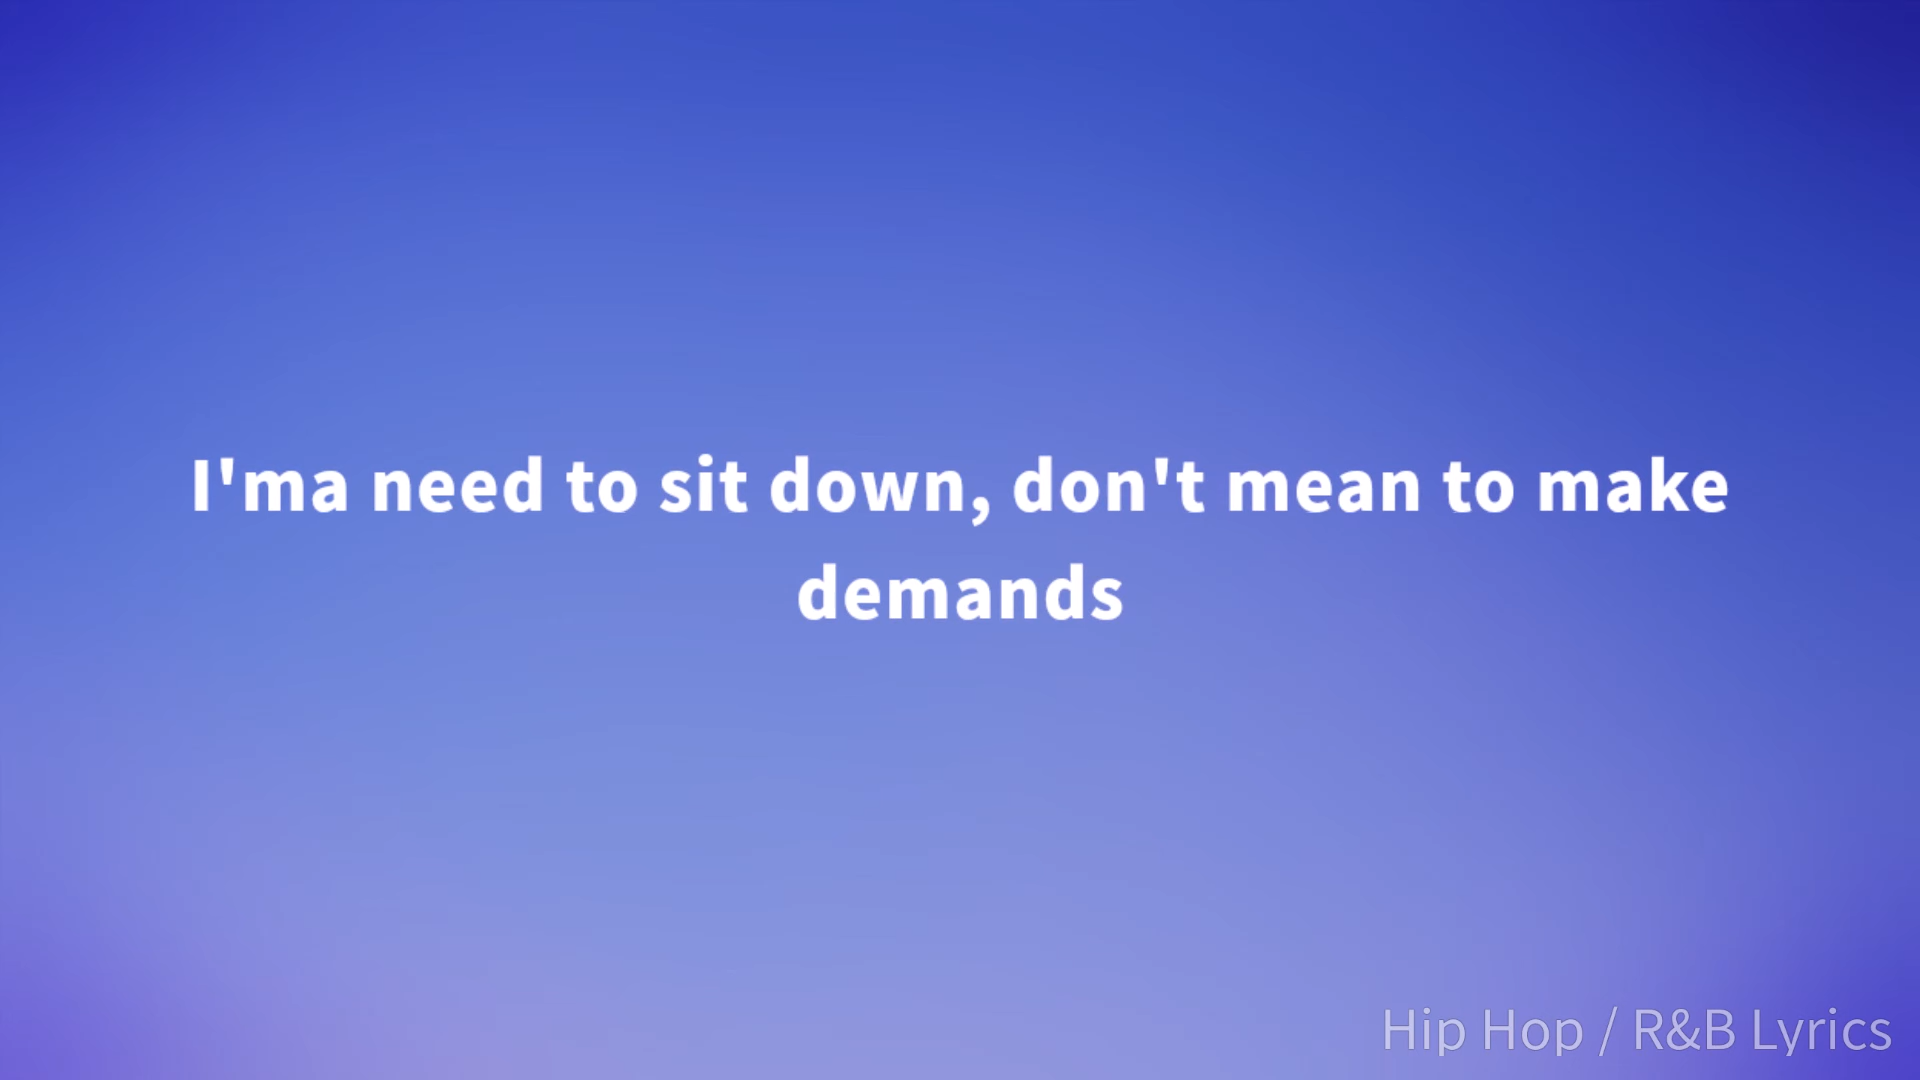 I'ma need to sit down, don't mean to make
demands
Hip Hop / R&B Lyrics